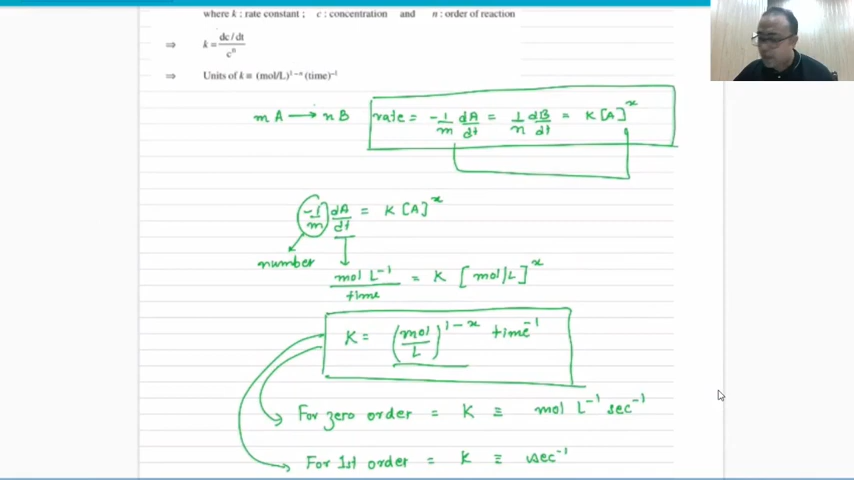 where k : rate constant ; c : concentration and n : order of reaction
⇒ k = dc/dt / cⁿ
⇒ Units of k ≡ (mol/L)¹⁻ⁿ (time)⁻¹
m A → n B rate = -1/m dA/dt = 1/n dB/dt = K [A]ˣ
-1/m dA/dt = K [A]ˣ
number
mol L⁻¹ / time = K [mol/L]ˣ
K = (mol/L)¹⁻ˣ time⁻¹
For zero order = K ≡ mol L⁻¹ sec⁻¹
For 1st order = K ≡ sec⁻¹